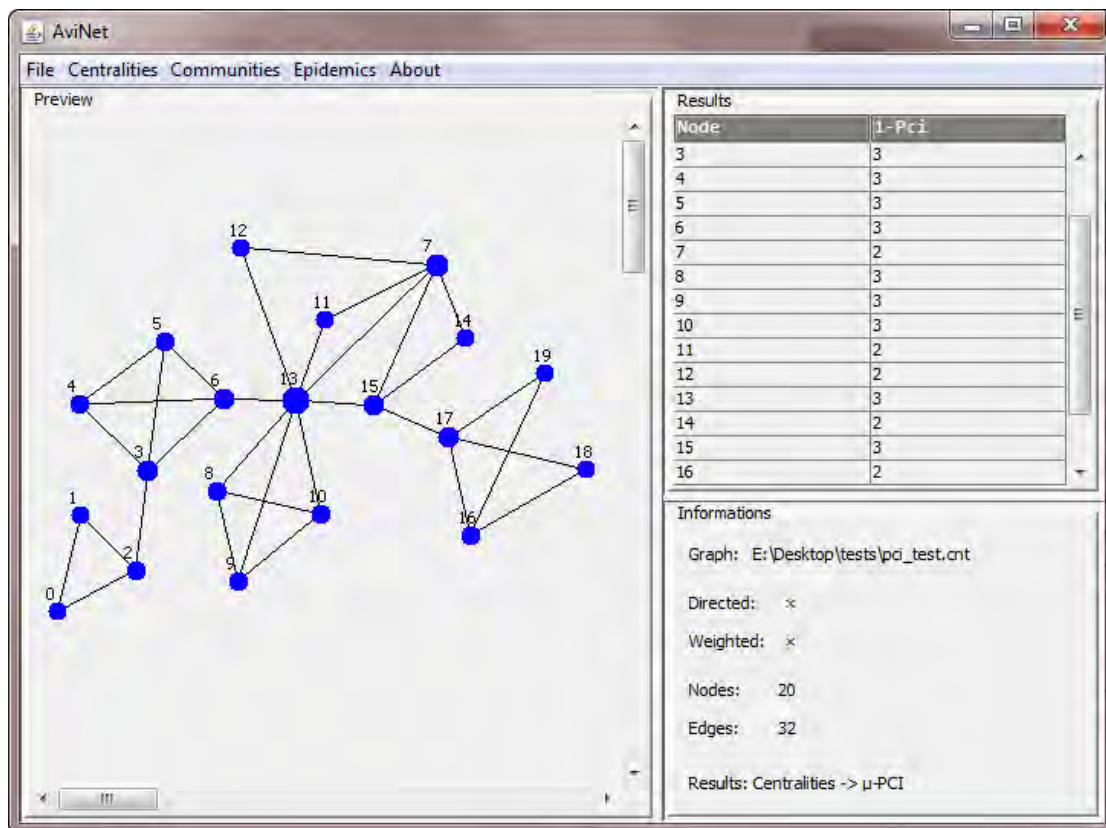 AviNet
File Centralities Communities Epidemics About
Preview
12
7
11
14
5
19
4
6
13
15
17
18
3
8
1
10
16
2
9
0
Results
Node 1-Pci
3 3
4 3
5 3
6 3
7 2
8 3
9 3
10 3
11 2
12 2
13 3
14 2
15 3
16 2
Informations
Graph: E:\Desktop\tests\pci_test.cnt
Directed: ×
Weighted: ×
Nodes: 20
Edges: 32
Results: Centralities -> μ-PCI